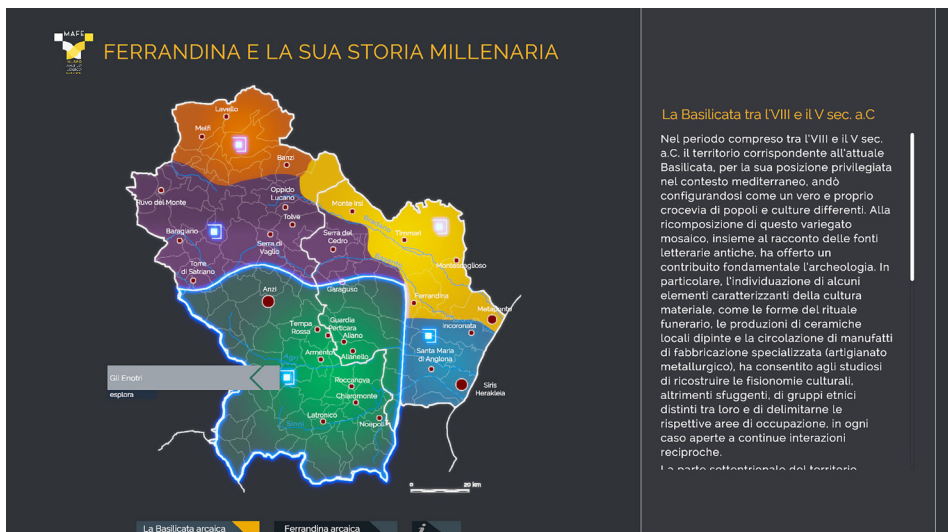 MAFE
FERRANDINA E LA SUA STORIA MILLENARIA
Lavello
Melfi
Banzi
Ruvo del Monte
Oppido
Lucano
Tolve
Monte Irsi
Baragiano
Serra di
Vaglio
Serra del
Cedro
Timmari
Torre
di Satriano
Montescaglioso
Garaguso
Anzi
Ferrandina
Metaponto
Incoronata
Tempa
Rossa
Guardia
Perticara
Aliano
Armento
Alianello
Agri
Santa Maria
di Anglona
Gli Enotri
esplora
Roccanova
Chiaromonte
Siris
Herakleia
Latronico
Noepoli
Sinni
0
20 km
La Basilicata arcaica
Ferrandina arcaica
i
La Basilicata tra l'VIII e il V sec. a.C
Nel periodo compreso tra l'VIII e il V sec.
a.C. il territorio corrispondente all'attuale
Basilicata, per la sua posizione privilegiata
nel contesto mediterraneo, andò
configurandosi come un vero e proprio
crocevia di popoli e culture differenti. Alla
ricomposizione di questo variegato
mosaico, insieme al racconto delle fonti
letterarie antiche, ha offerto un
contributo fondamentale l'archeologia. In
particolare, l'individuazione di alcuni
elementi caratterizzanti della cultura
materiale, come le forme del rituale
funerario, le produzioni di ceramiche
locali dipinte e la circolazione di manufatti
di fabbricazione specializzata (artigianato
metallurgico), ha consentito agli studiosi
di ricostruire le fisionomie culturali,
altrimenti sfuggenti, di gruppi etnici
distinti tra loro e di delimitarne le
rispettive aree di occupazione, in ogni
caso aperte a continue interazioni
reciproche.
La parte settentrionale del territorio